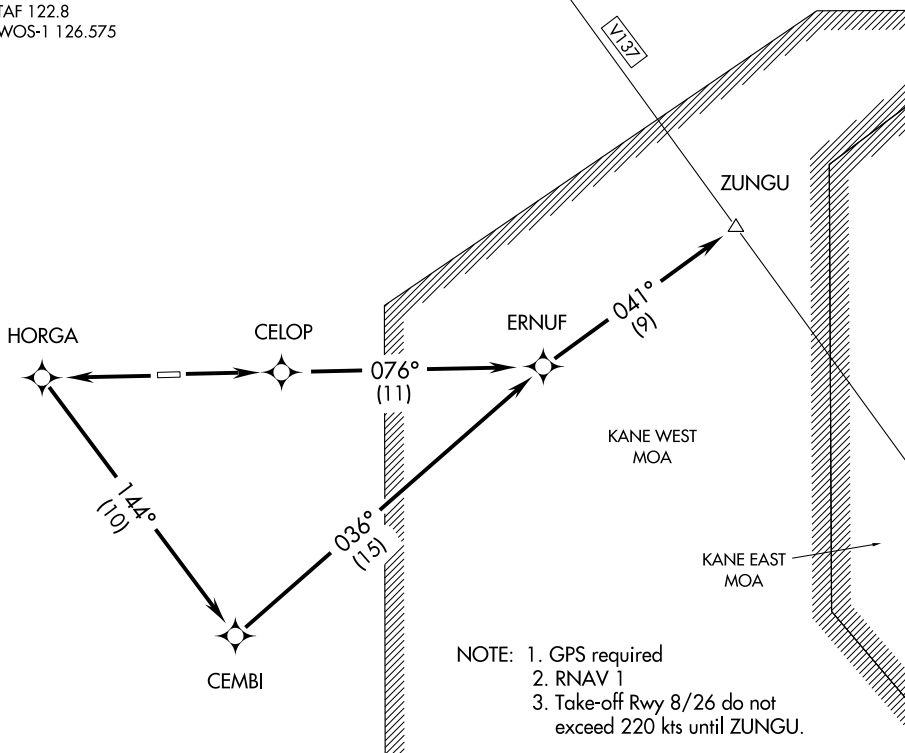 TAF 122.8
WOS-1 126.575
V137
ZUNGU
HORGA
CELOP
ERNUF
041°
(9)
076°
(11)
KANE WEST
MOA
144°
(10)
036°
(15)
KANE EAST
MOA
CEMBI
NOTE: 1. GPS required
2. RNAV 1
3. Take-off Rwy 8/26 do not
exceed 220 kts until ZUNGU.